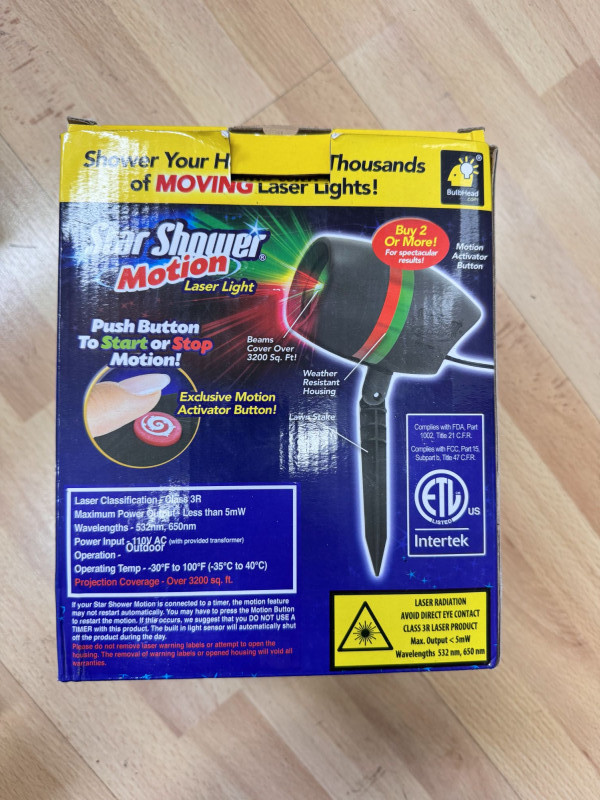 Shower Your H Thousands
of MOVING Laser Lights!
BulbHead
.com
Star Shower®
Motion
Laser Light
Buy 2
Or More!
For spectacular
results!
Motion
Activator
Button
Push Button
To Start or Stop
Motion!
Beams
Cover Over
3200 Sq. Ft!
Weather
Resistant
Housing
Exclusive Motion
Activator Button!
Lawn Stake
Complies with FDA, Part
1002, Title 21 C.F.R.
Complies with FCC, Part 15,
Subpart b, Title 47 C.F.R.
ETL
LISTED
US
Intertek
Laser Classification - Class 3R
Maximum Power Output - Less than 5mW
Wavelengths - 532nm, 650nm
Power Input - 110V AC (with provided transformer)
Operation - Outdoor
Operating Temp - -30°F to 100°F (-35°C to 40°C)
Projection Coverage - Over 3200 sq. ft.
If your Star Shower Motion is connected to a timer, the motion feature
may not restart automatically. You may have to press the Motion Button
to restart the motion. If this occurs, we suggest that you DO NOT USE A
TIMER with this product. The built in light sensor will automatically shut
off the product during the day.
Please do not remove laser warning labels or attempt to open the
housing. The removal of warning labels or opened housing will void all
warranties.
LASER RADIATION
AVOID DIRECT EYE CONTACT
CLASS 3R LASER PRODUCT
Max. Output < 5mW
Wavelengths 532 nm, 650 nm